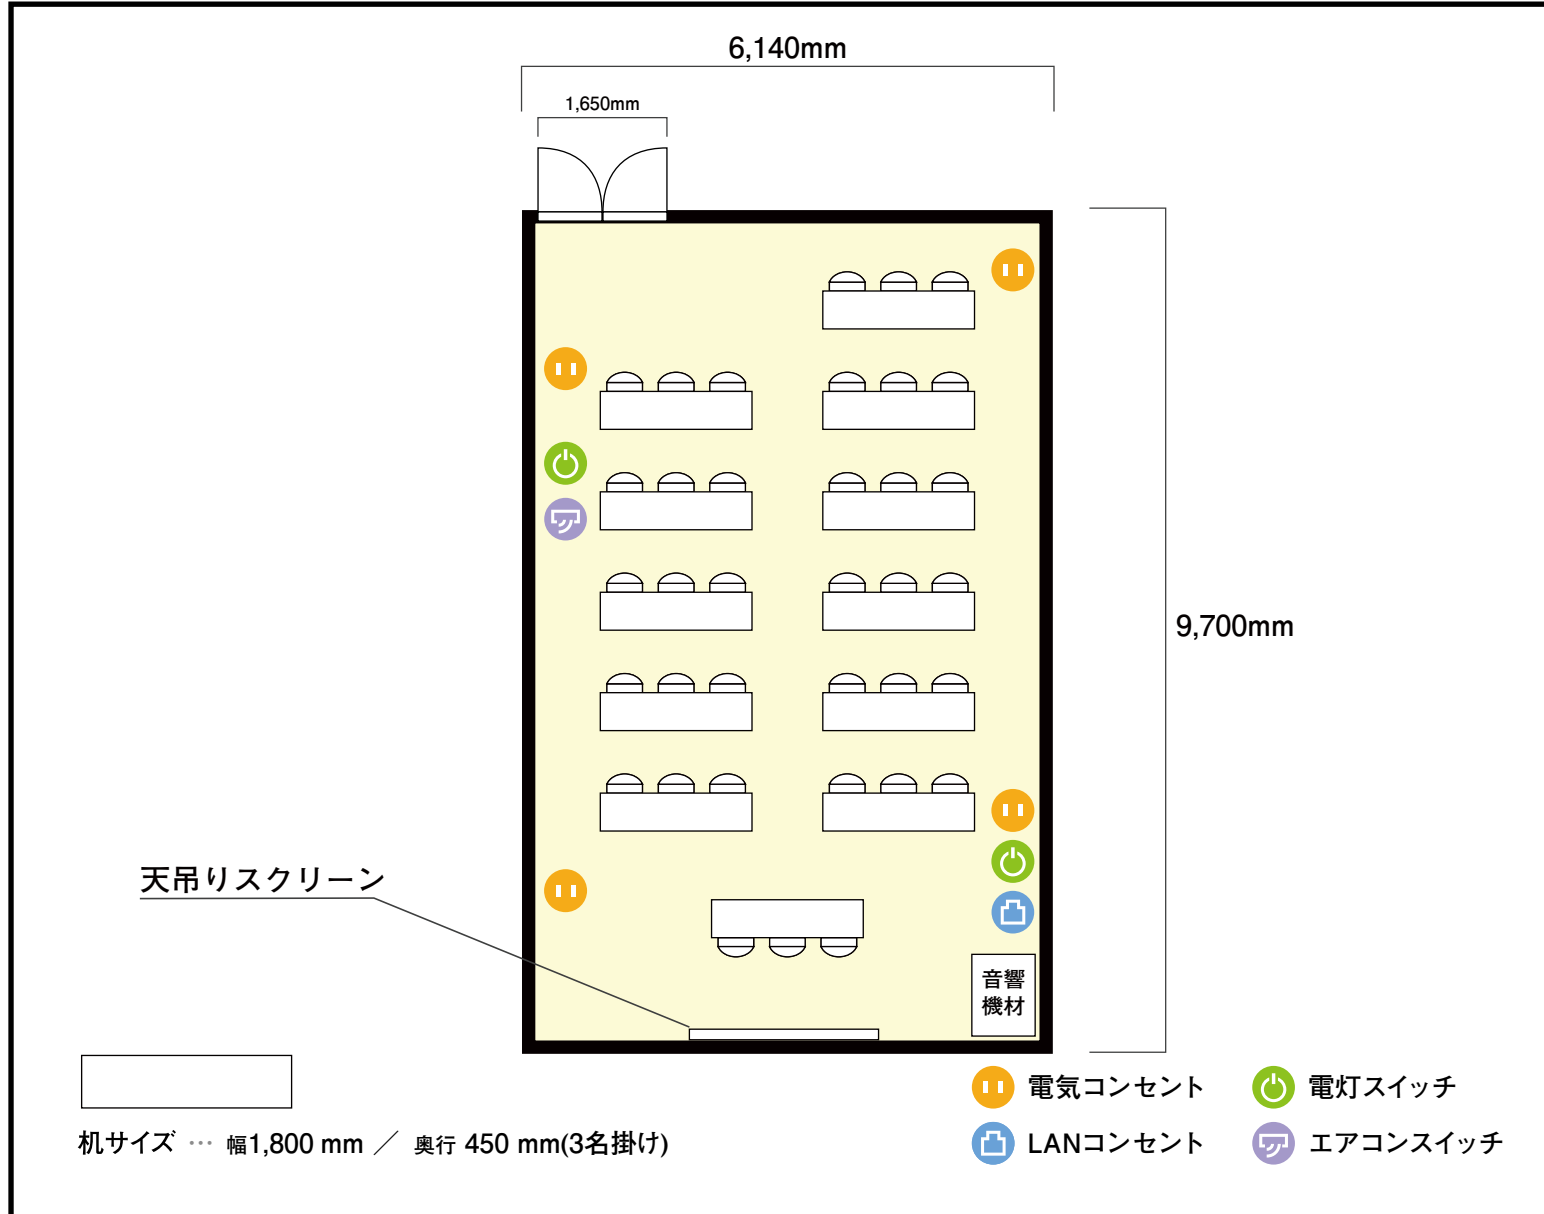 6,140mm
1,650mm
9,700mm
天吊りスクリーン
音響
機材
机サイズ … 幅1,800 mm ／ 奥行 450 mm(3名掛け)
電気コンセント
電灯スイッチ
LANコンセント
エアコンスイッチ